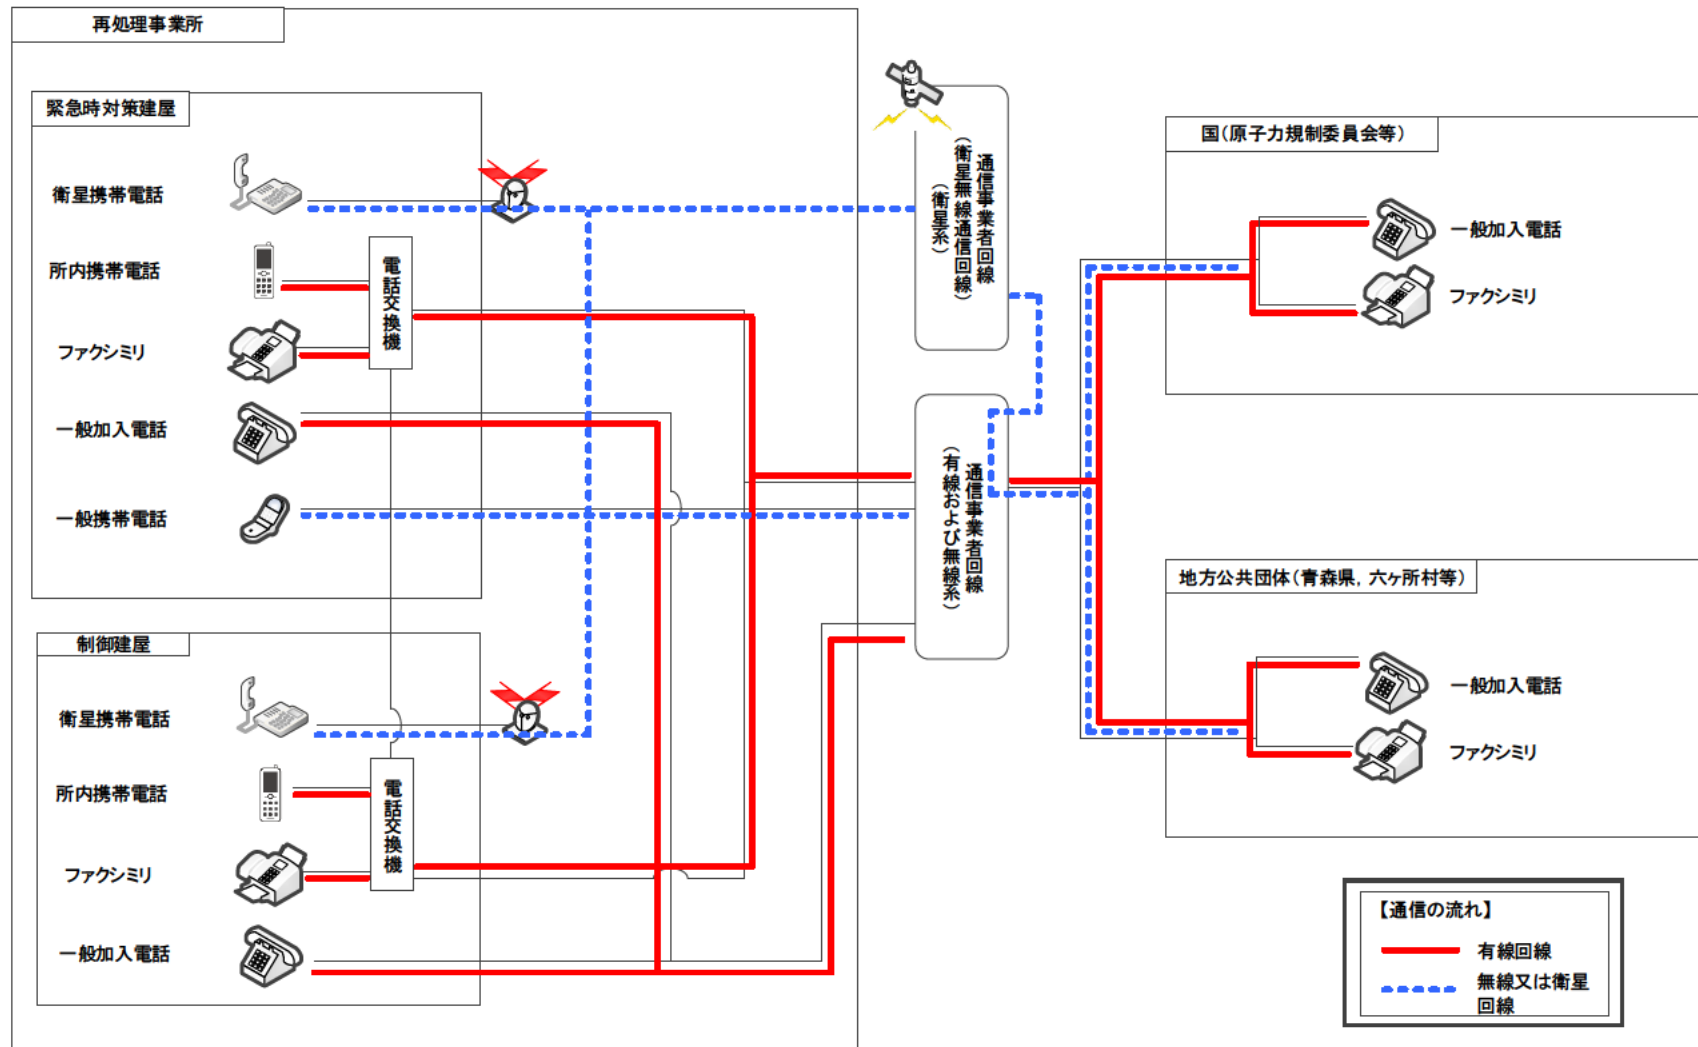 再処理事業所
緊急時対策建屋
衛星携帯電話
所内携帯電話
ファクシミリ
一般加入電話
一般携帯電話
電話交換機
制御建屋
衛星携帯電話
所内携帯電話
ファクシミリ
一般加入電話
電話交換機
通信事業者回線
(衛星無線通信回線)
(衛星系)
通信事業者回線
(有線および無線系)
国(原子力規制委員会等)
一般加入電話
ファクシミリ
地方公共団体(青森県,六ヶ所村等)
一般加入電話
ファクシミリ
【通信の流れ】
有線回線
無線又は衛星
回線